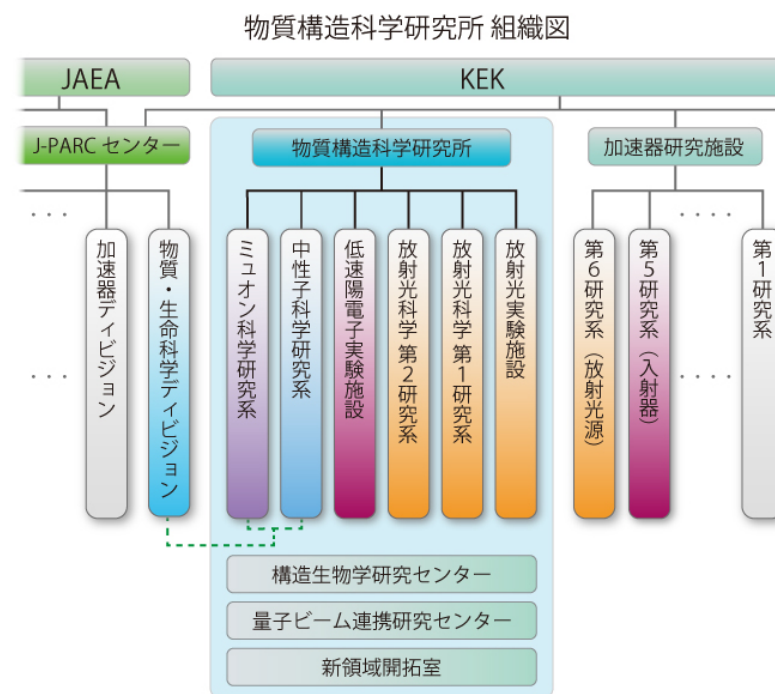 物質構造科学研究所 組織図
JAEA
KEK
J-PARC センター
物質構造科学研究所
加速器研究施設
加速器ディビジョン
物質・生命科学ディビジョン
ミュオン科学研究系
中性子科学研究系
低速陽電子実験施設
放射光科学 第2研究系
放射光科学 第1研究系
放射光実験施設
第6研究系（放射光源）
第5研究系（入射器）
第1研究系
構造生物学研究センター
量子ビーム連携研究センター
新領域開拓室